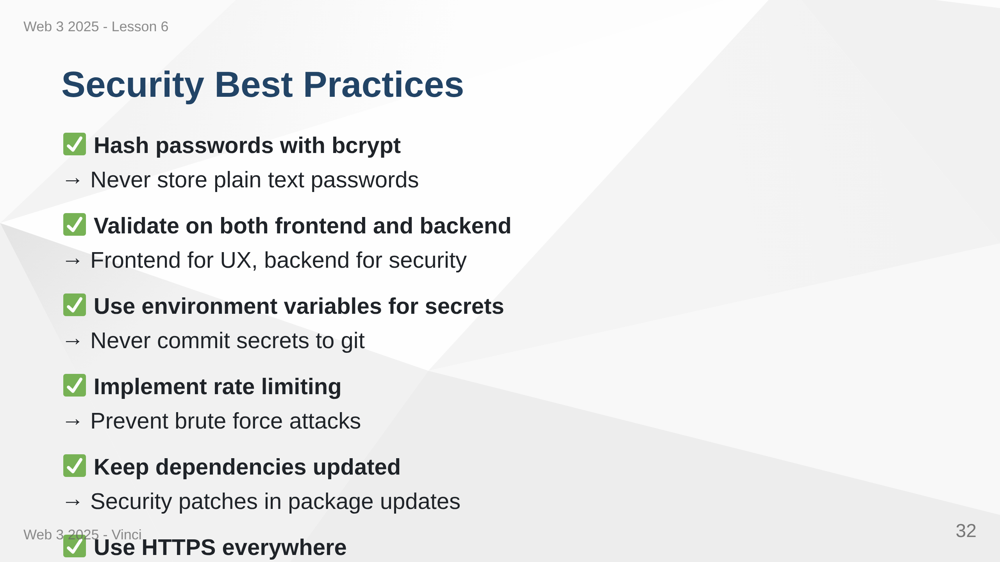 Web 3 2025 - Lesson 6
Security Best Practices
✅ Hash passwords with bcrypt
→ Never store plain text passwords
✅ Validate on both frontend and backend
→ Frontend for UX, backend for security
✅ Use environment variables for secrets
→ Never commit secrets to git
✅ Implement rate limiting
→ Prevent brute force attacks
✅ Keep dependencies updated
→ Security patches in package updates
✅ Use HTTPS everywhere
Web 3 2025 - Vinci
32